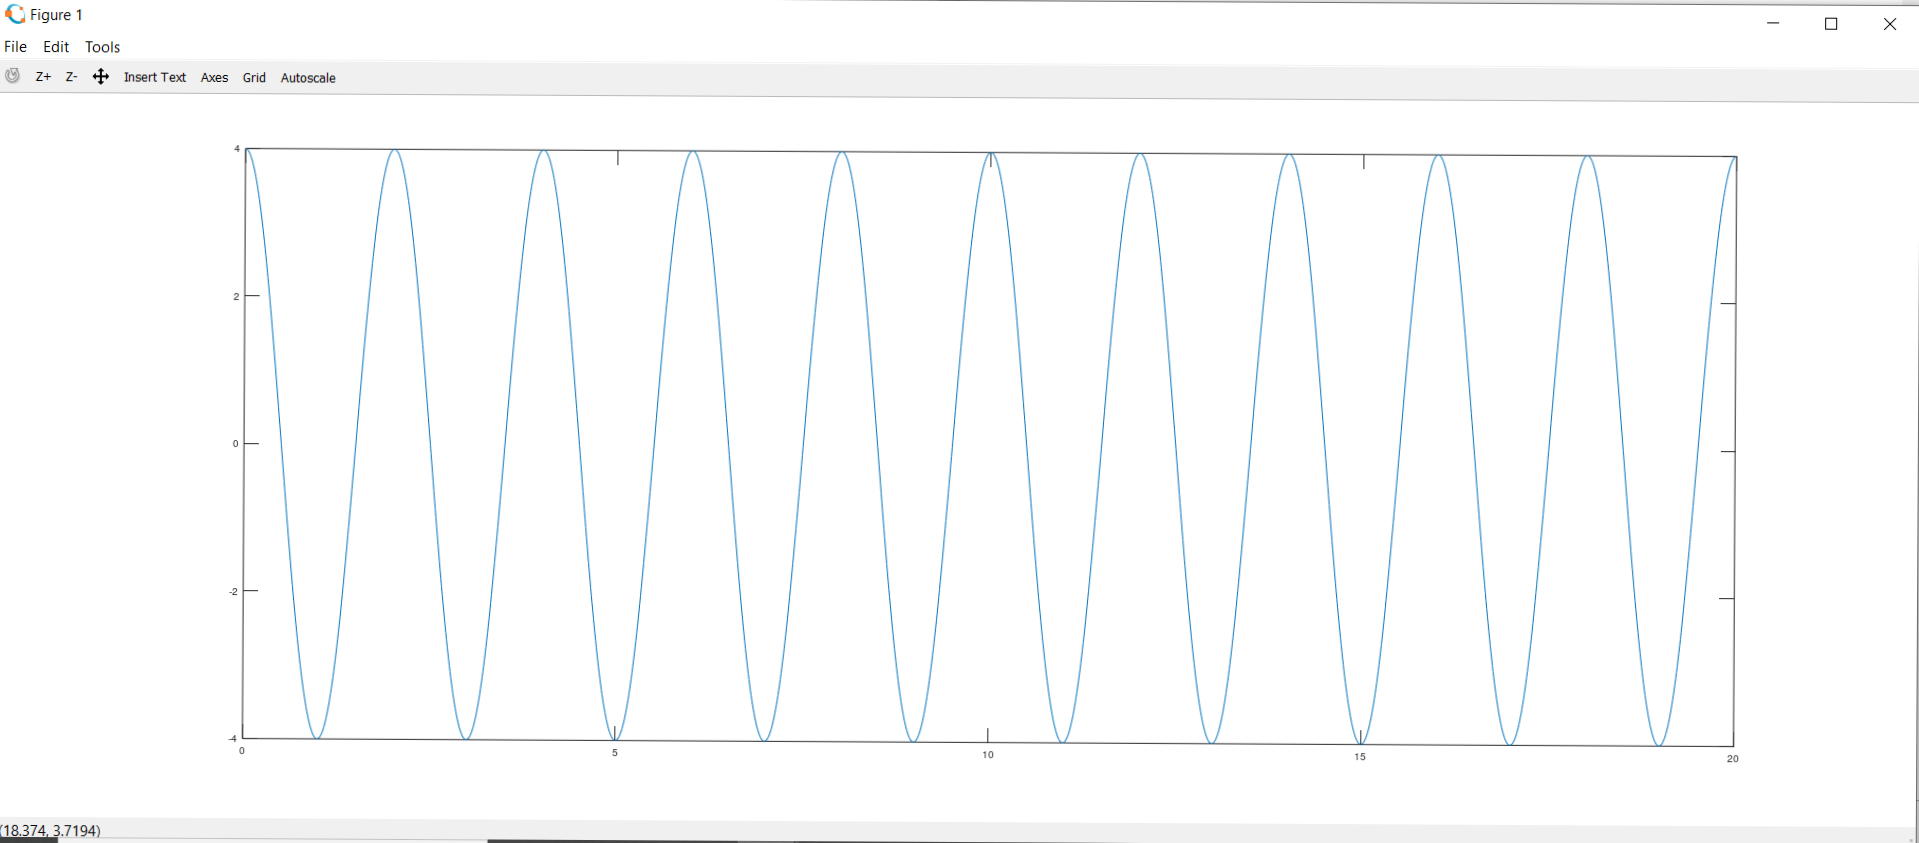 Figure 1
File Edit Tools
Z+ Z- Insert Text Axes Grid Autoscale
4
2
0
-2
-4
0 5 10 15 20
(18.374, 3.7194)